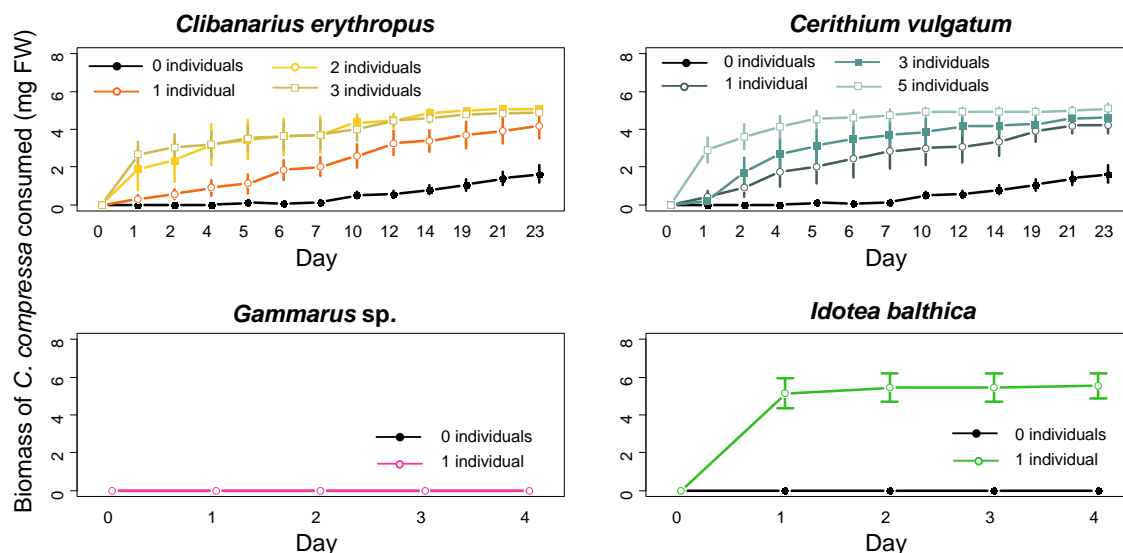 Biomass of C. compressa consumed (mg FW)
Clibanarius erythropus
0 individuals
1 individual
2 individuals
3 individuals
0 2 4 6 8
0 1 2 4 5 6 7 10 12 14 19 21 23
Day
Cerithium vulgatum
0 individuals
1 individual
3 individuals
5 individuals
0 2 4 6 8
0 1 2 4 5 6 7 10 12 14 19 21 23
Day
Gammarus sp.
0 individuals
1 individual
0 2 4 6 8
0 1 2 3 4
Day
Idotea balthica
0 individuals
1 individual
0 2 4 6 8
0 1 2 3 4
Day